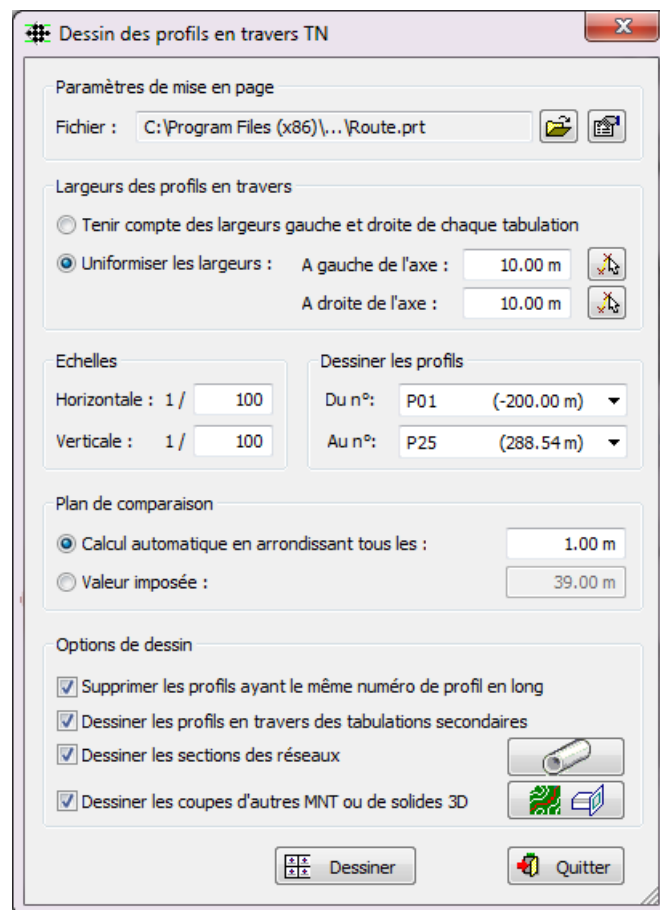 Dessin des profils en travers TN
Paramètres de mise en page
Fichier : C:\Program Files (x86)\...\Route.prt
Largeurs des profils en travers
Tenir compte des largeurs gauche et droite de chaque tabulation
Uniformiser les largeurs : A gauche de l'axe : 10.00 m
A droite de l'axe : 10.00 m
Echelles
Horizontale : 1 / 100
Verticale : 1 / 100
Dessiner les profils
Du n°: P01 (-200.00 m)
Au n°: P25 (288.54 m)
Plan de comparaison
Calcul automatique en arrondissant tous les : 1.00 m
Valeur imposée : 39.00 m
Options de dessin
Supprimer les profils ayant le même numéro de profil en long
Dessiner les profils en travers des tabulations secondaires
Dessiner les sections des réseaux
Dessiner les coupes d'autres MNT ou de solides 3D
Dessiner Quitter